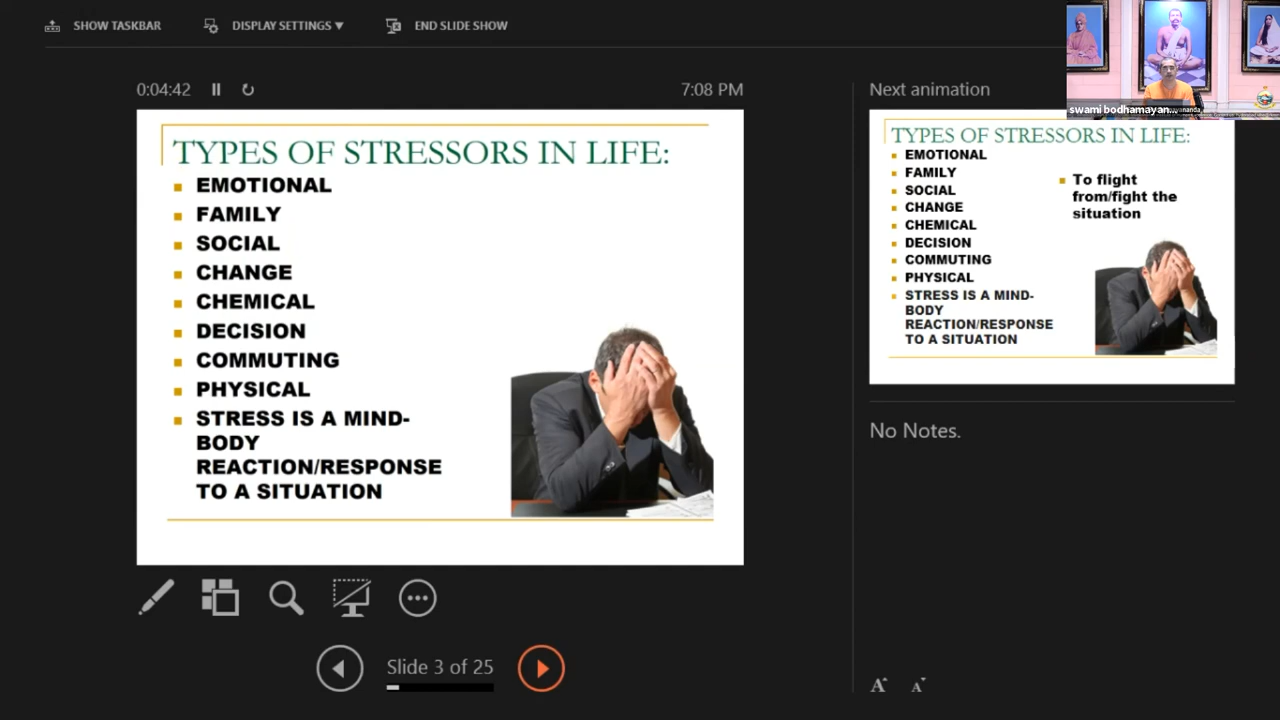 SHOW TASKBAR
DISPLAY SETTINGS ▼
END SLIDE SHOW
0:04:42
7:08 PM
TYPES OF STRESSORS IN LIFE:
EMOTIONAL
FAMILY
SOCIAL
CHANGE
CHEMICAL
DECISION
COMMUTING
PHYSICAL
STRESS IS A MIND-
BODY
REACTION/RESPONSE
TO A SITUATION
Slide 3 of 25
Next animation
swami bodhamayan...
TYPES OF STRESSORS IN LIFE:
EMOTIONAL
FAMILY
SOCIAL
CHANGE
CHEMICAL
DECISION
COMMUTING
PHYSICAL
STRESS IS A MIND-
BODY
REACTION/RESPONSE
TO A SITUATION
To flight
from/fight the
situation
No Notes.
A A